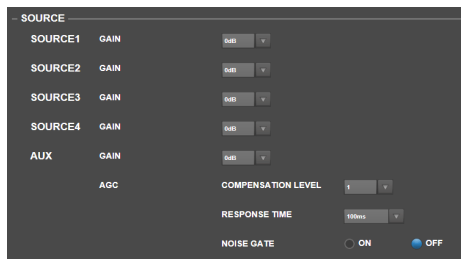 SOURCE
SOURCE1 GAIN 0dB
SOURCE2 GAIN 0dB
SOURCE3 GAIN 0dB
SOURCE4 GAIN 0dB
AUX GAIN 0dB
AGC COMPENSATION LEVEL 1
RESPONSE TIME 100ms
NOISE GATE ON OFF